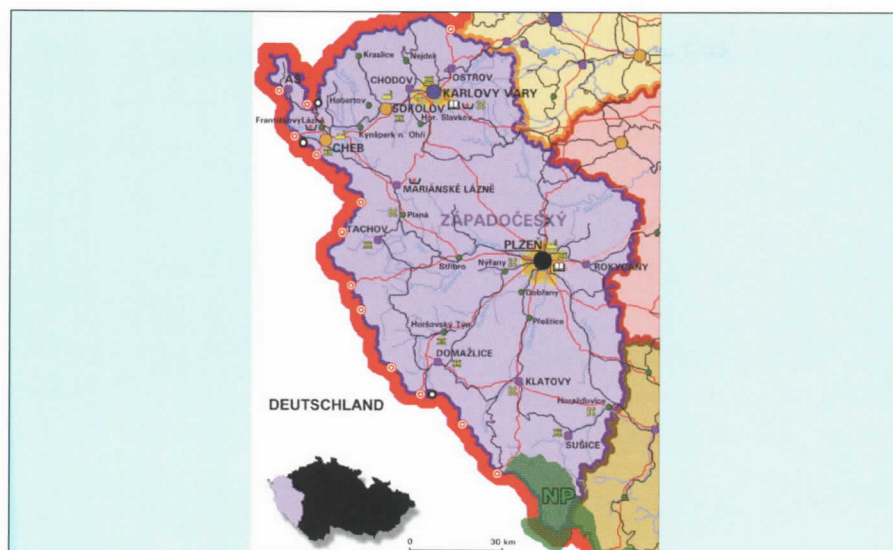 Kraslice
Nejdek
AŠ
CHODOV
OSTROV
KARLOVY VARY
Habartov
SOKOLOV
Františkovy Lázně
Hor. Slavkov
Kynšperk n. Ohří
CHEB
MARIÁNSKÉ LÁZNĚ
Planá
ZÁPADOČESKÝ
TACHOV
PLZEN
Stříbro
Nýřany
ROKYCANY
Dobřany
Přeštice
Horšovský Týn
DOMAŽLICE
KLATOVY
DEUTSCHLAND
Horažďovice
SUŠICE
NP
0 30 km